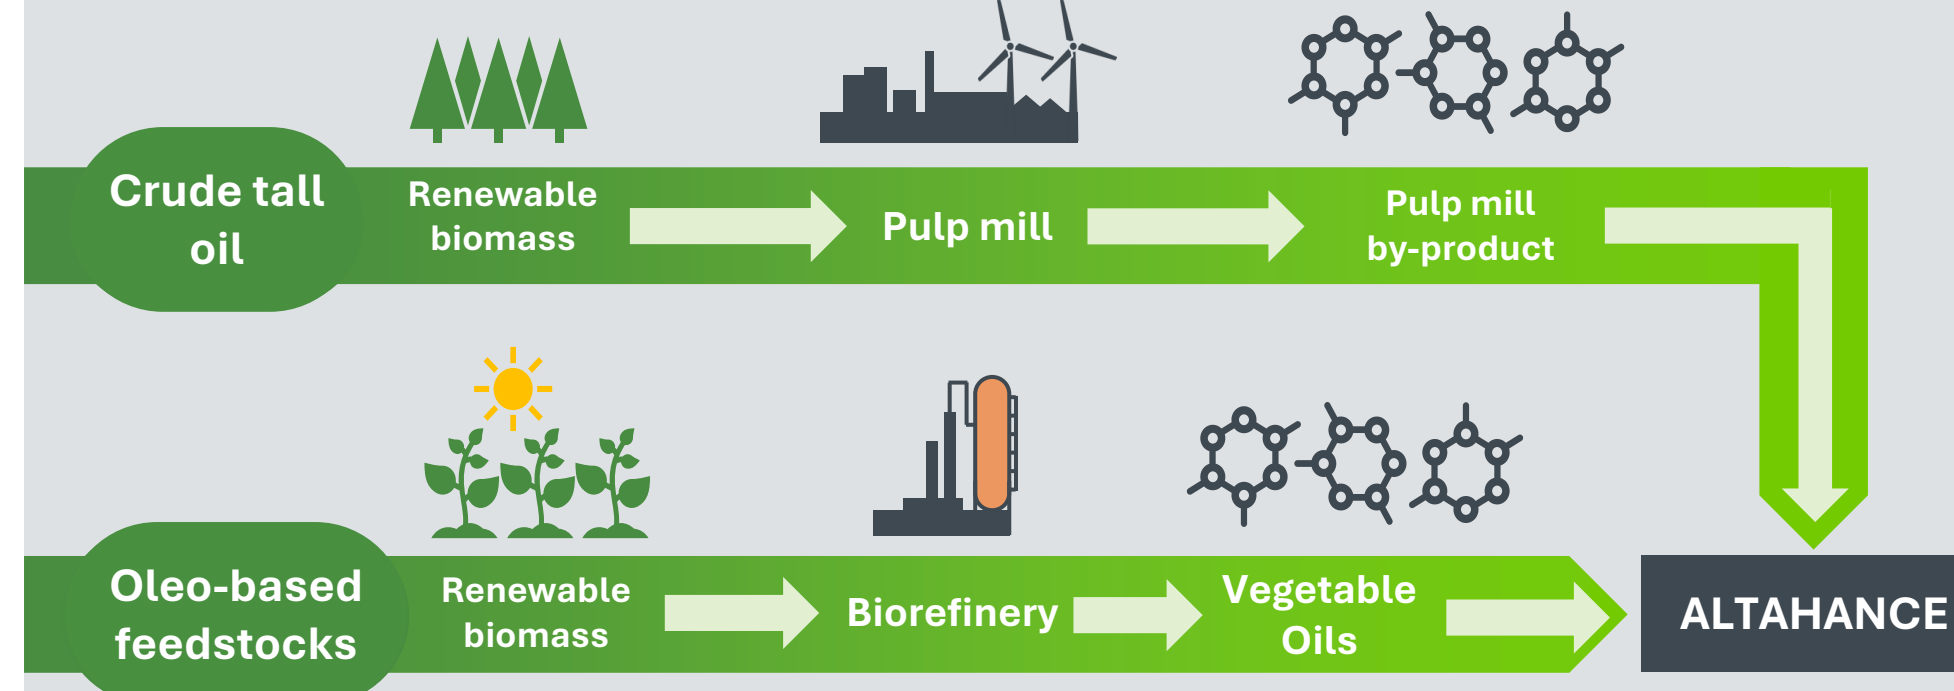 Crude tall
oil
Renewable
biomass
Pulp mill
Pulp mill
by-product
Oleo-based
feedstocks
Renewable
biomass
Biorefinery
Vegetable
Oils
ALTAHANCE